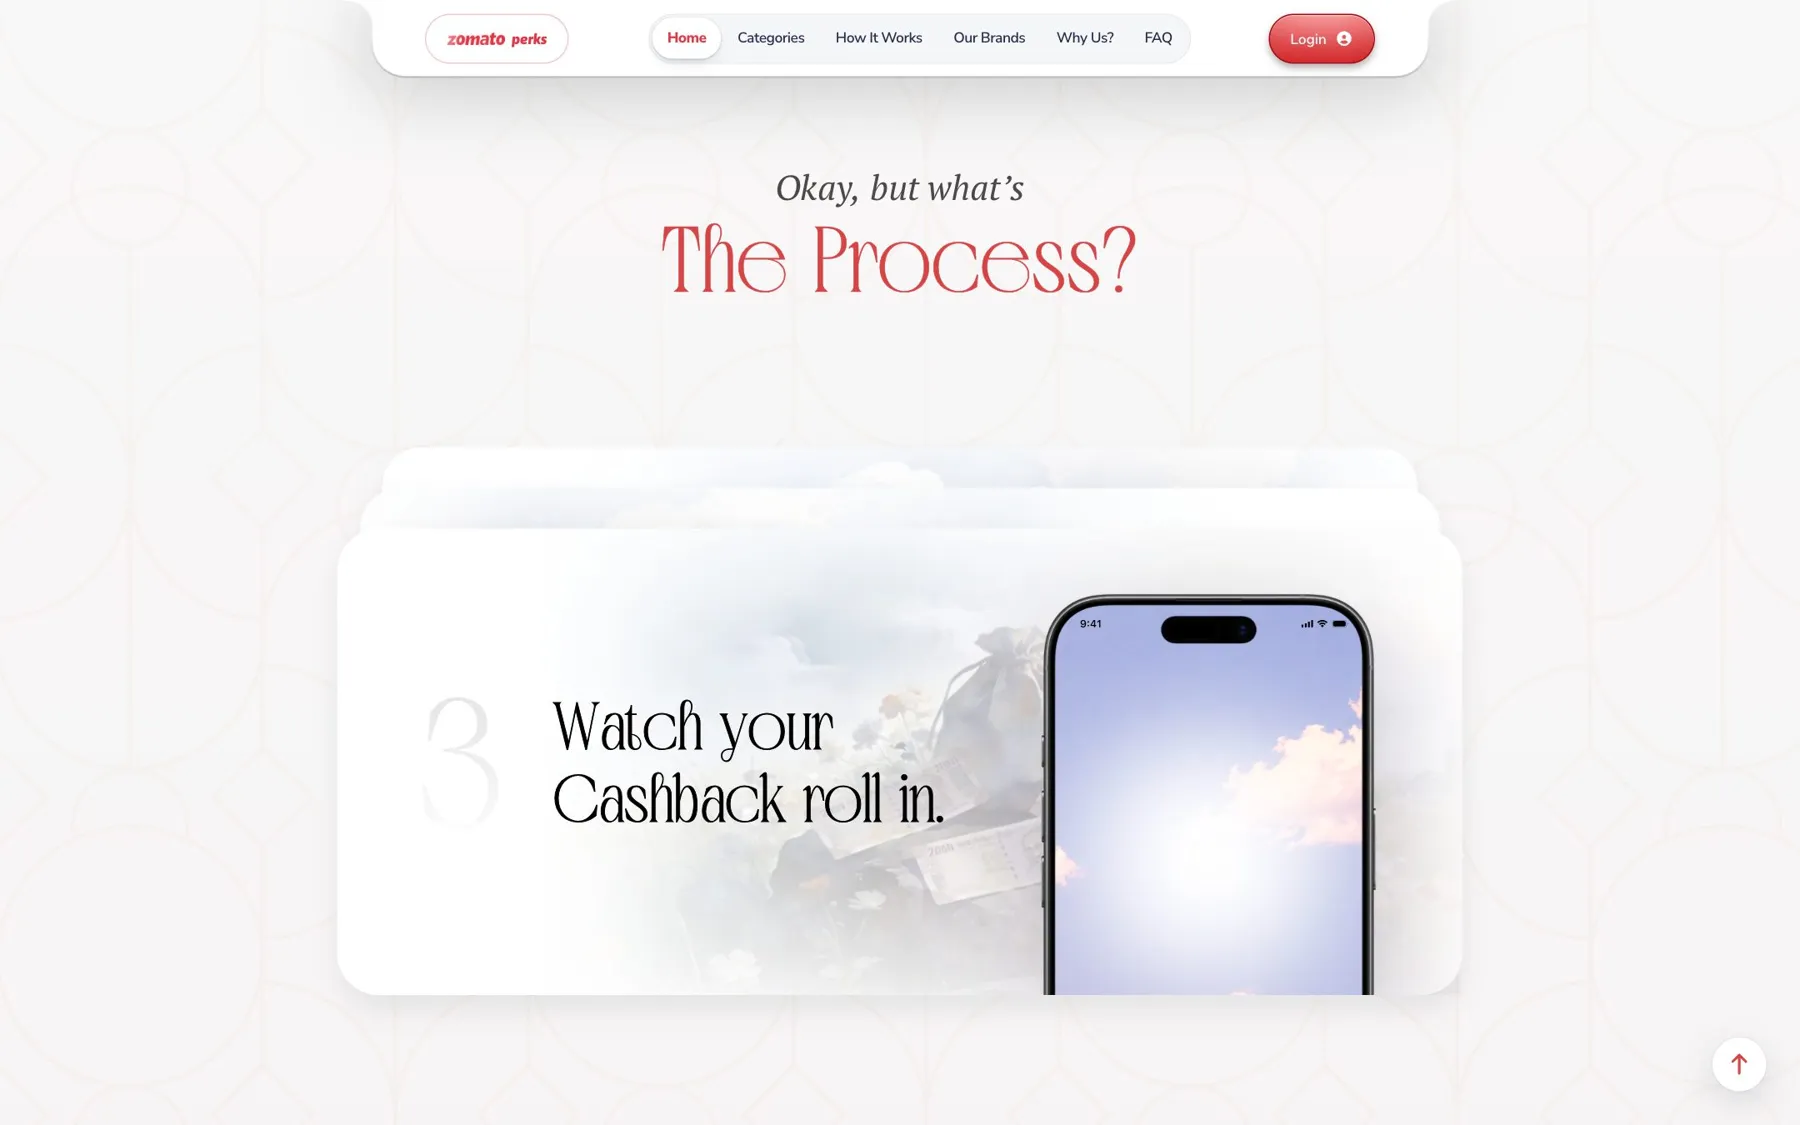 zomato perks
Home
Categories
How It Works
Our Brands
Why Us?
FAQ
Login
Okay, but what’s
The Process?
9:41
3
Watch your
Cashback roll in.